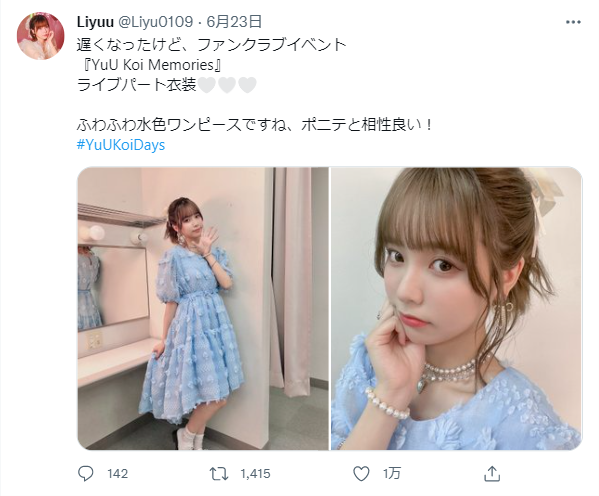 Liyuu @Liyu0109 · 6月23日
遅くなったけど、ファンクラブイベント
『YuU Koi Memories』
ライブパート衣装🤍🤍🤍
ふわふわ水色ワンピースですね、ポニテと相性良い！
#YuUKoiDays
142 1,415 1万